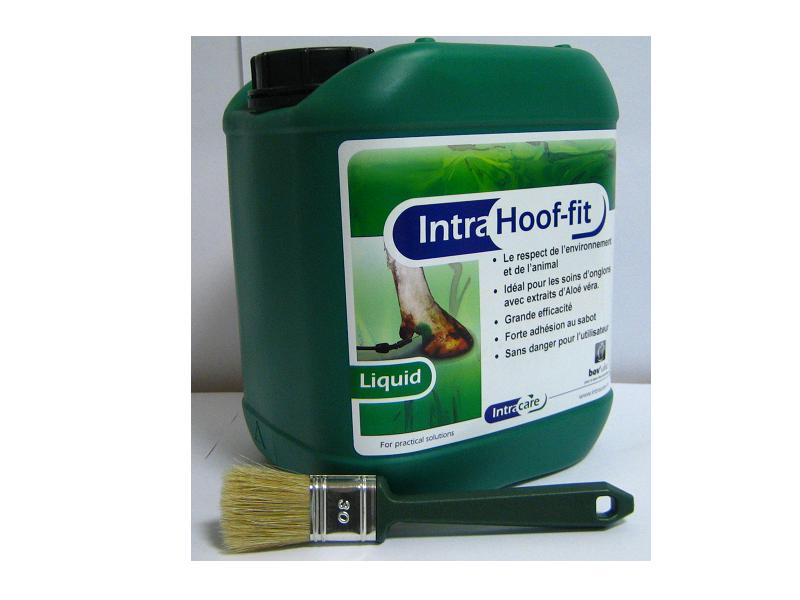 Intra Hoof-fit
• Le respect de l'environnement
et de l'animal
• Idéal pour les soins d'onglons
avec extraits d'Aloé véra.
• Grande efficacité
• Forte adhésion au sabot
• Sans danger pour l'utilisateur
Liquid
Intracare
For practical solutions
30